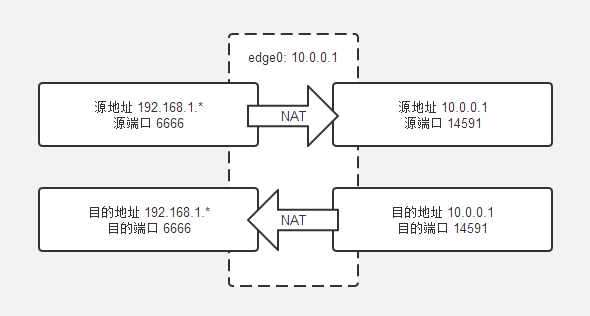 edge0: 10.0.0.1
源地址 192.168.1.*
源端口 6666
NAT
源地址 10.0.0.1
源端口 14591
目的地址 192.168.1.*
目的端口 6666
NAT
目的地址 10.0.0.1
目的端口 14591